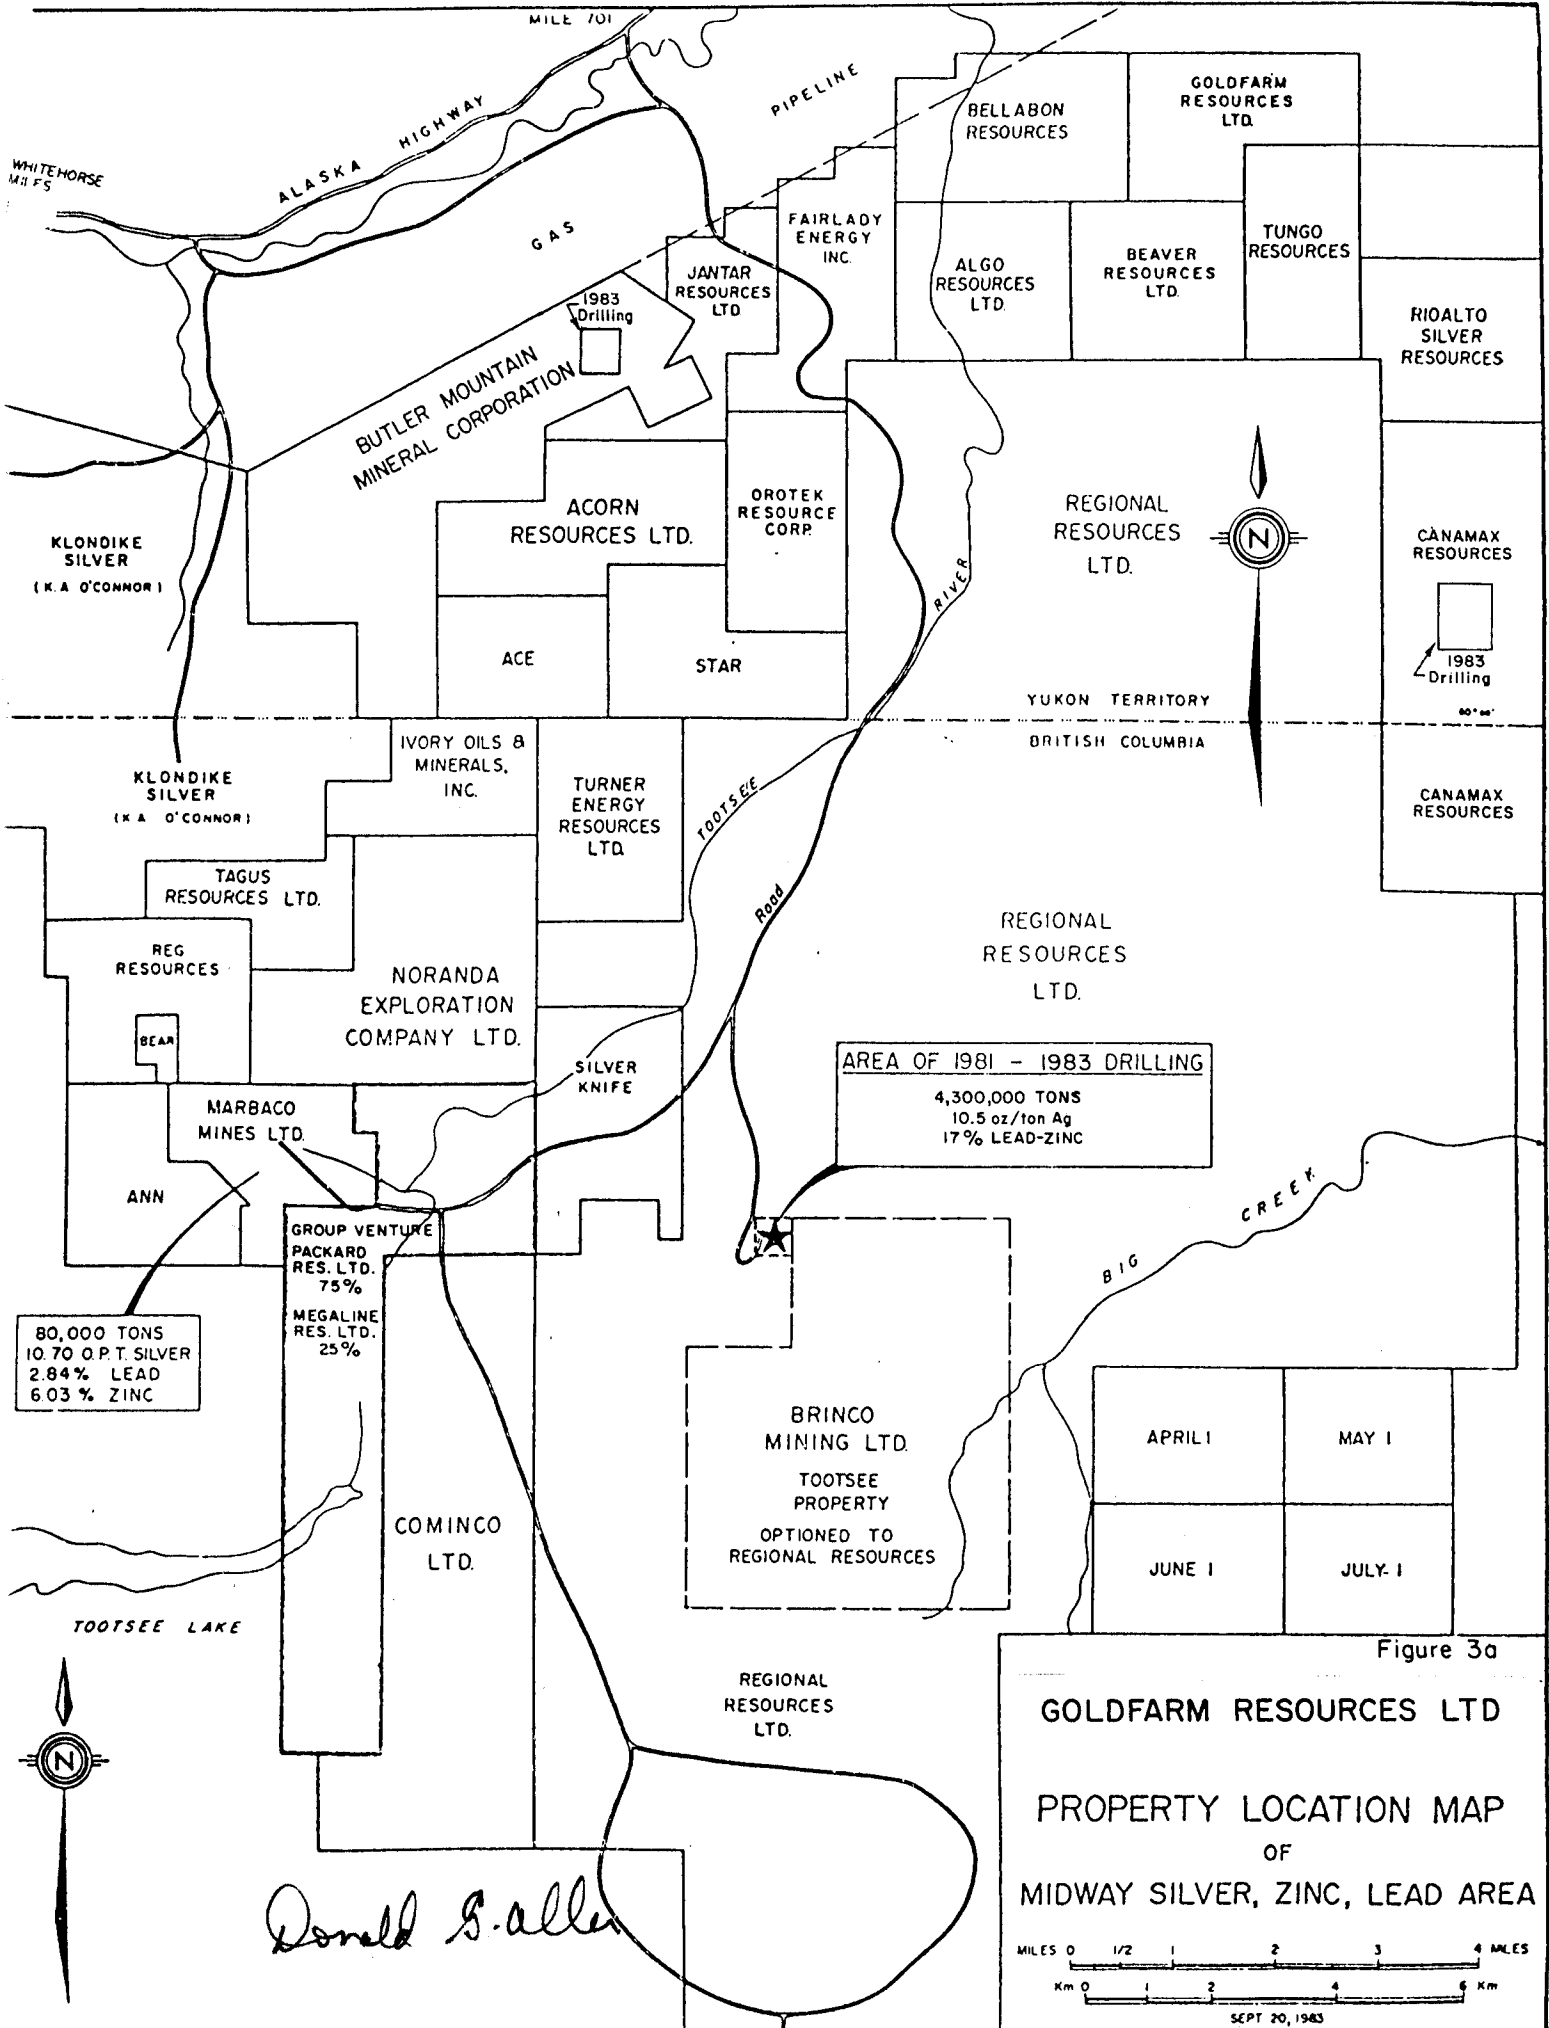 MILE 701
ALASKA HIGHWAY
WHITEHORSE
MILES
GAS PIPELINE
BELLABON
RESOURCES
GOLDFARM
RESOURCES
LTD.
FAIRLADY
ENERGY
INC.
TUNGO
RESOURCES
JANTAR
RESOURCES
LTD
ALGO
RESOURCES
LTD.
BEAVER
RESOURCES
LTD.
RIOALTO
SILVER
RESOURCES
1983
Drilling
BUTLER MOUNTAIN
MINERAL CORPORATION
ACORN
RESOURCES LTD.
OROTEK
RESOURCE
CORP.
REGIONAL
RESOURCES
LTD.
N
CANAMAX
RESOURCES
1983
Drilling
KLONDIKE
SILVER
(K.A O'CONNOR)
ACE
STAR
RIVER
YUKON TERRITORY
BRITISH COLUMBIA
60°00'
KLONDIKE
SILVER
(K A O'CONNOR)
IVORY OILS &
MINERALS,
INC.
TURNER
ENERGY
RESOURCES
LTD.
TOOTSEE
Road
CANAMAX
RESOURCES
TAGUS
RESOURCES LTD.
REG
RESOURCES
BEAR
NORANDA
EXPLORATION
COMPANY LTD.
REGIONAL
RESOURCES
LTD.
SILVER
KNIFE
AREA OF 1981 - 1983 DRILLING
4,300,000 TONS
10.5 oz/ton Ag
17% LEAD-ZINC
MARBACO
MINES LTD.
ANN
GROUP VENTURE
PACKARD
RES. LTD.
75%
MEGALINE
RES. LTD.
25%
80,000 TONS
10.70 O.P.T. SILVER
2.84% LEAD
6.03 % ZINC
BIG CREEK
BRINCO
MINING LTD.
TOOTSEE
PROPERTY
OPTIONED TO
REGIONAL RESOURCES
APRIL 1
MAY 1
JUNE 1
JULY-1
COMINCO
LTD.
TOOTSEE LAKE
N
REGIONAL
RESOURCES
LTD.
Donald G. Allen
Figure 3a
GOLDFARM RESOURCES LTD
PROPERTY LOCATION MAP
OF
MIDWAY SILVER, ZINC, LEAD AREA
MILES 0 1/2 1 2 3 4 MILES
Km 0 1 2 4 6 Km
SEPT 20, 1983